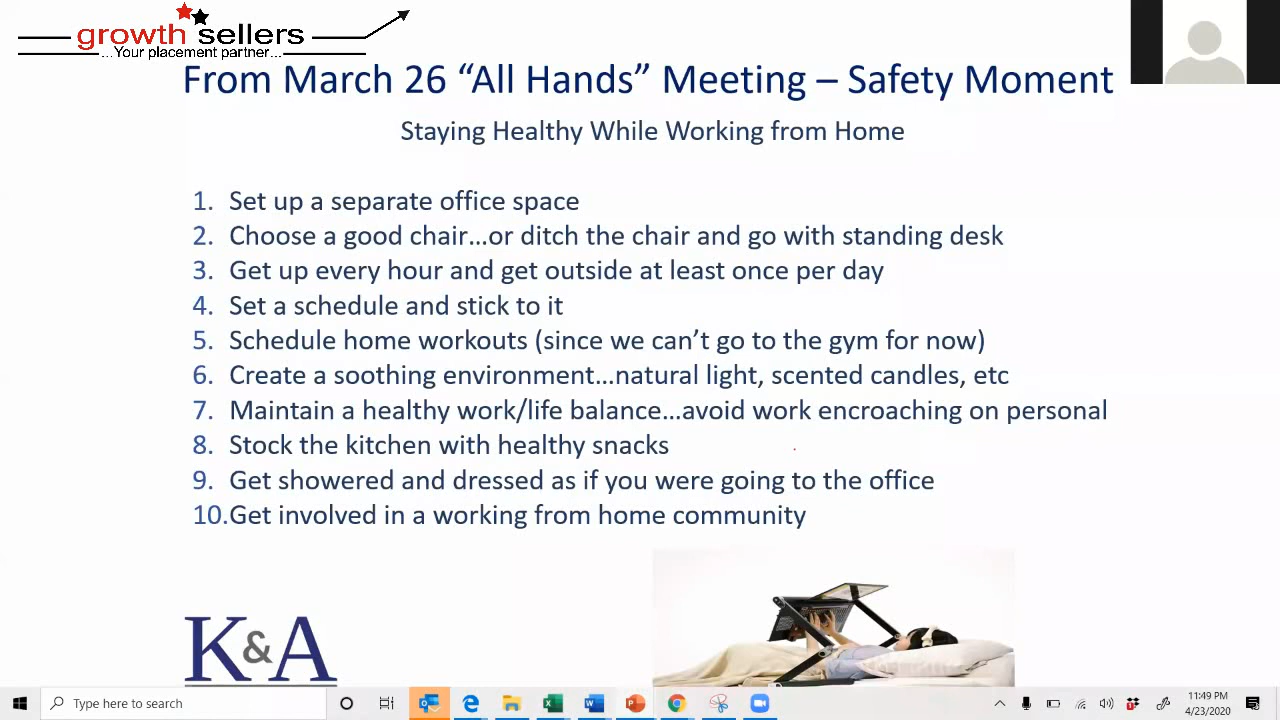 growth sellers
...Your placement partner...
From March 26 “All Hands” Meeting – Safety Moment
Staying Healthy While Working from Home
1. Set up a separate office space
2. Choose a good chair...or ditch the chair and go with standing desk
3. Get up every hour and get outside at least once per day
4. Set a schedule and stick to it
5. Schedule home workouts (since we can’t go to the gym for now)
6. Create a soothing environment...natural light, scented candles, etc
7. Maintain a healthy work/life balance...avoid work encroaching on personal
8. Stock the kitchen with healthy snacks
9. Get showered and dressed as if you were going to the office
10. Get involved in a working from home community
K&A
Type here to search
11:49 PM
4/23/2020